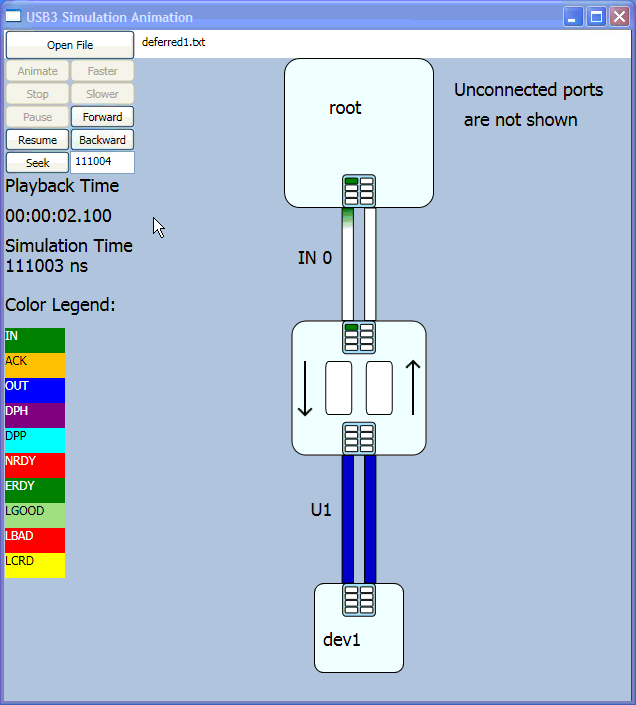 USB3 Simulation Animation
Open File
deferred1.txt
Animate
Faster
Stop
Slower
Pause
Forward
Resume
Backward
Seek
111004
Playback Time
00:00:02.100
Simulation Time
111003 ns
Color Legend:
IN
ACK
OUT
DPH
DPP
NRDY
ERDY
LGOOD
LBAD
LCRD
root
Unconnected ports
are not shown
IN 0
U1
dev1